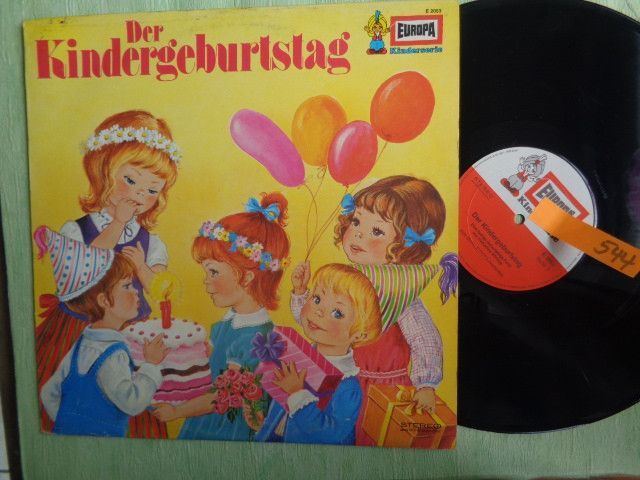 Der
Kindergeburtstag
E 2053
EUROPA
Kinderserie
STEREO
EUROPA
Der Kindergeburtstag
544